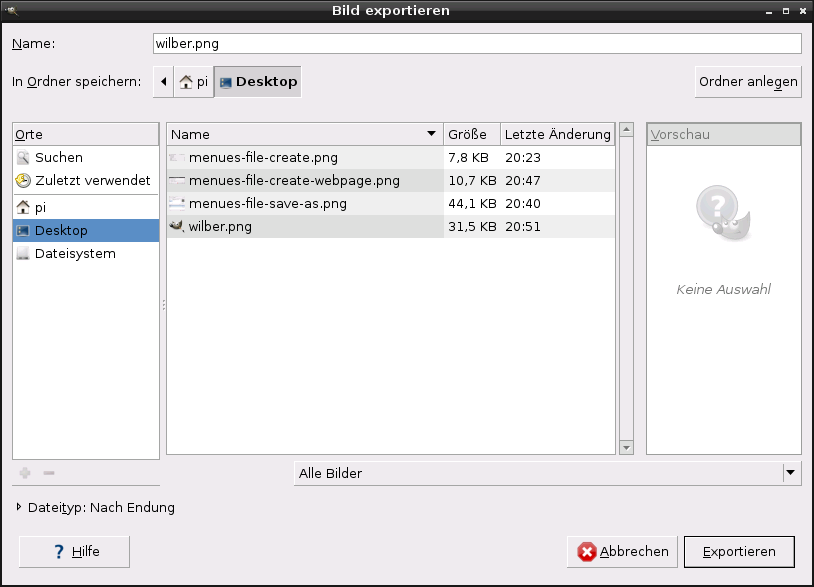 Bild exportieren
Name: wilber.png
In Ordner speichern: pi Desktop Ordner anlegen
Orte
Suchen
Zuletzt verwendet
pi
Desktop
Dateisystem
Name Größe Letzte Änderung
menues-file-create.png 7,8 KB 20:23
menues-file-create-webpage.png 10,7 KB 20:47
menues-file-save-as.png 44,1 KB 20:40
wilber.png 31,5 KB 20:51
Vorschau
?
Keine Auswahl
Alle Bilder
Dateityp: Nach Endung
? Hilfe Abbrechen Exportieren